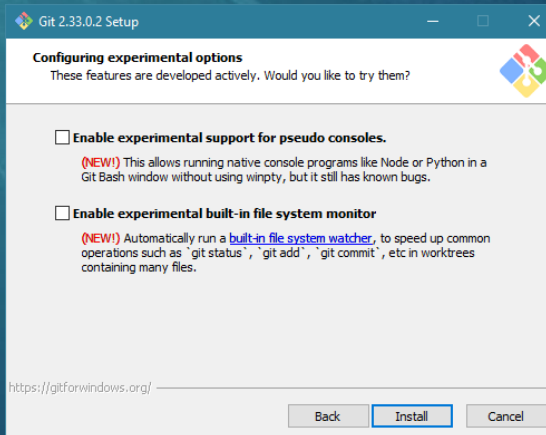 Git 2.33.0.2 Setup
Configuring experimental options
These features are developed actively. Would you like to try them?
Enable experimental support for pseudo consoles.
(NEW!) This allows running native console programs like Node or Python in a
Git Bash window without using winpty, but it still has known bugs.
Enable experimental built-in file system monitor
(NEW!) Automatically run a built-in file system watcher, to speed up common
operations such as `git status`, `git add`, `git commit`, etc in worktrees
containing many files.
https://gitforwindows.org/
Back
Install
Cancel